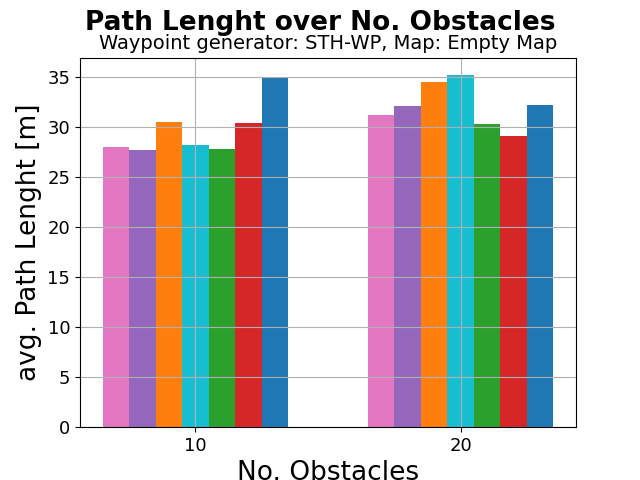 Path Lenght over No. Obstacles
Waypoint generator: STH-WP, Map: Empty Map
avg. Path Lenght [m]
35
30
25
20
15
10
5
0
10 20
No. Obstacles